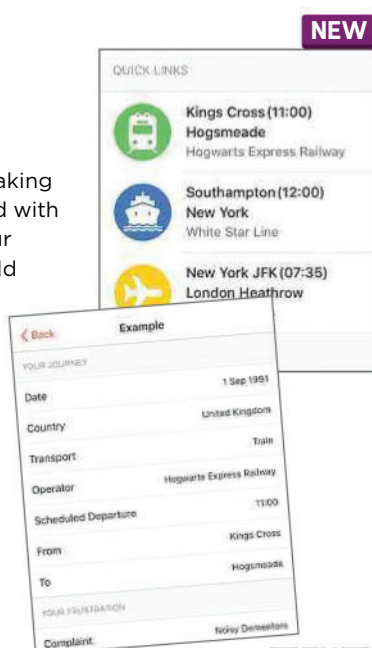 NEW
QUICK LINKS
Kings Cross (11:00)
Hogsmeade
Hogwarts Express Railway
Southampton (12:00)
New York
White Star Line
New York JFK (07:35)
London Heathrow
aking
d with
ur
ld
Back Example
YOUR JOURNEY
Date 1 Sep 1991
Country United Kingdom
Transport Train
Operator Hogwarts Express Railway
Scheduled Departure 11:00
From Kings Cross
To Hogsmeade
YOUR FRUSTRATION
Complaint Noisy Dementors